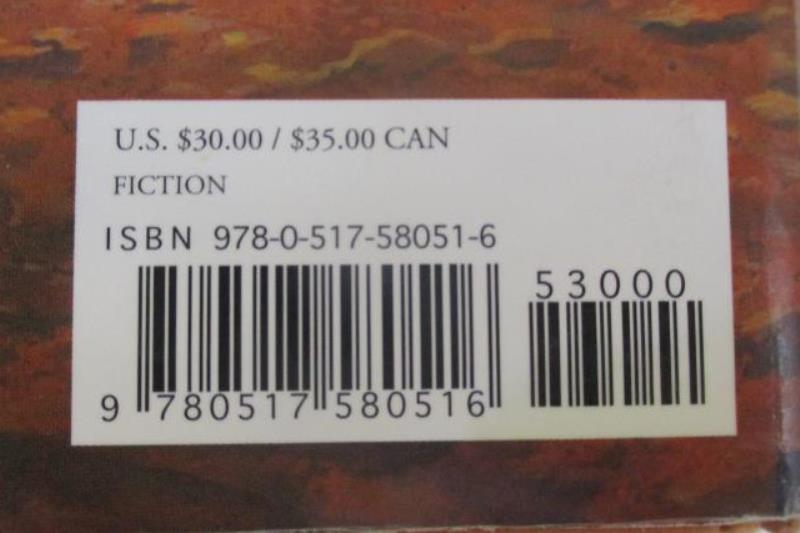 U.S. $30.00 / $35.00 CAN
FICTION
ISBN 978-0-517-58051-6
53000
9 780517 580516